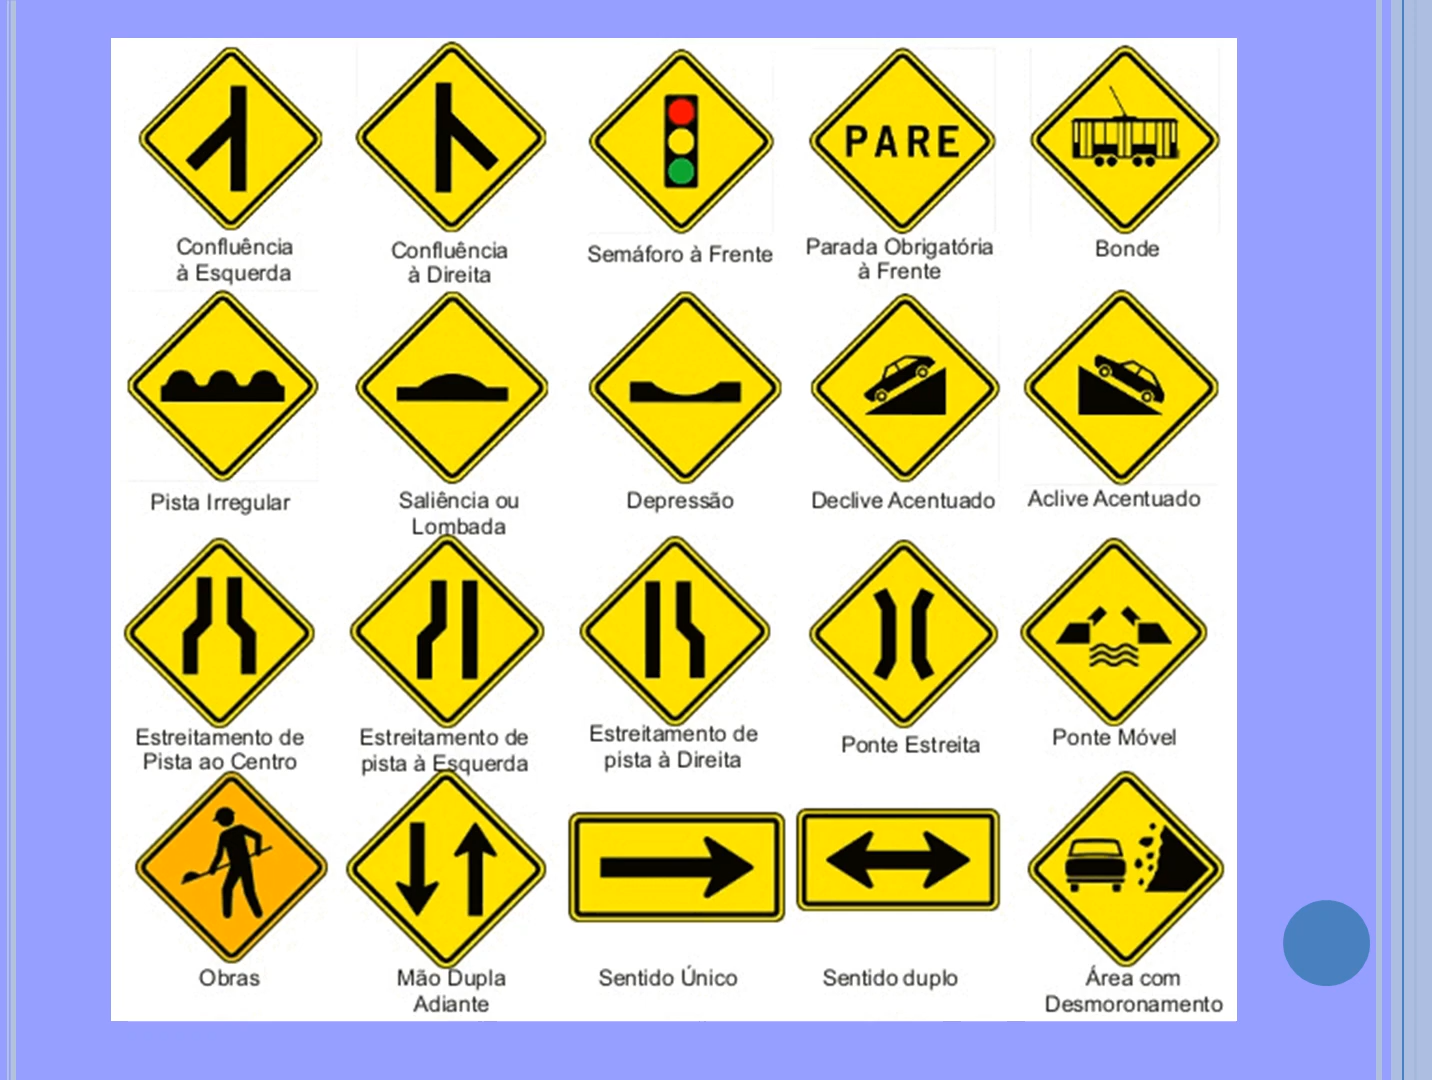 PARE
Confluência
à Esquerda
Confluência
à Direita
Semáforo à Frente
Parada Obrigatória
à Frente
Bonde
Pista Irregular
Saliência ou
Lombada
Depressão
Declive Acentuado
Aclive Acentuado
Estreitamento de
Pista ao Centro
Estreitamento de
pista à Esquerda
Estreitamento de
pista à Direita
Ponte Estreita
Ponte Móvel
Obras
Mão Dupla
Adiante
Sentido Único
Sentido duplo
Área com
Desmoronamento